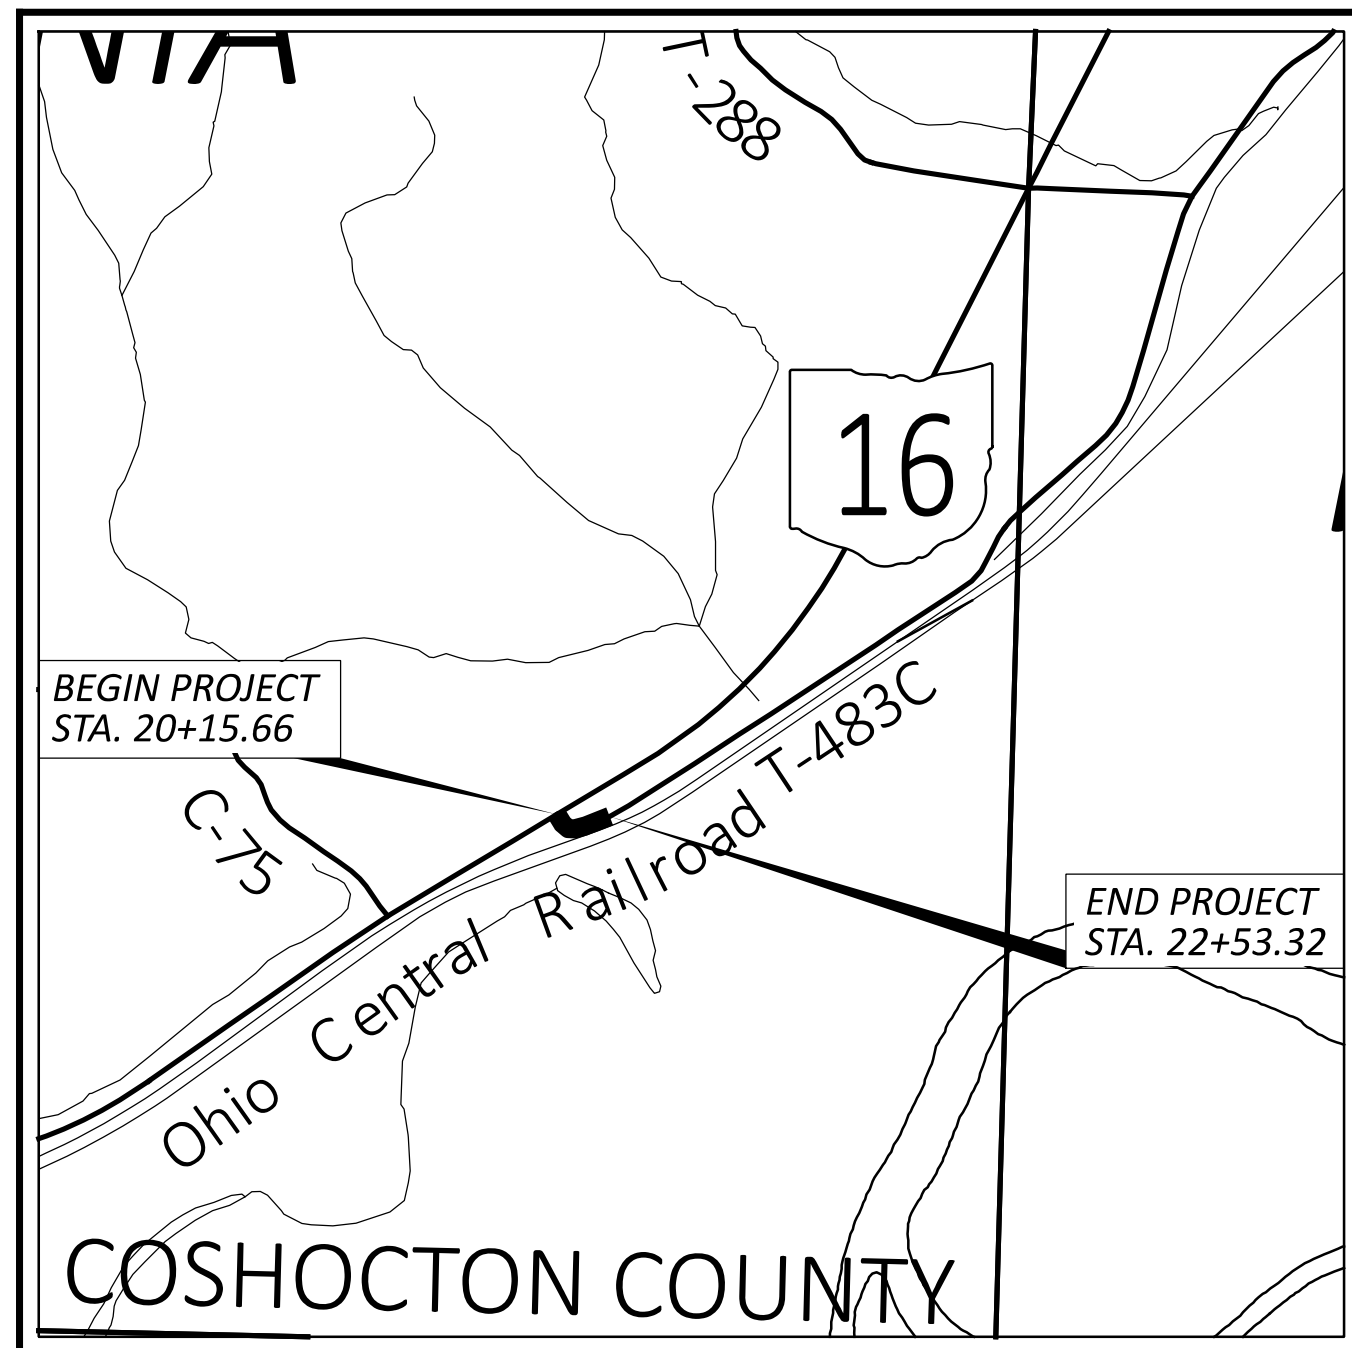 T-288
16
BEGIN PROJECT
STA. 20+15.66
C-75
T-483C
Ohio Central Railroad
END PROJECT
STA. 22+53.32
COSHOCTON COUNTY